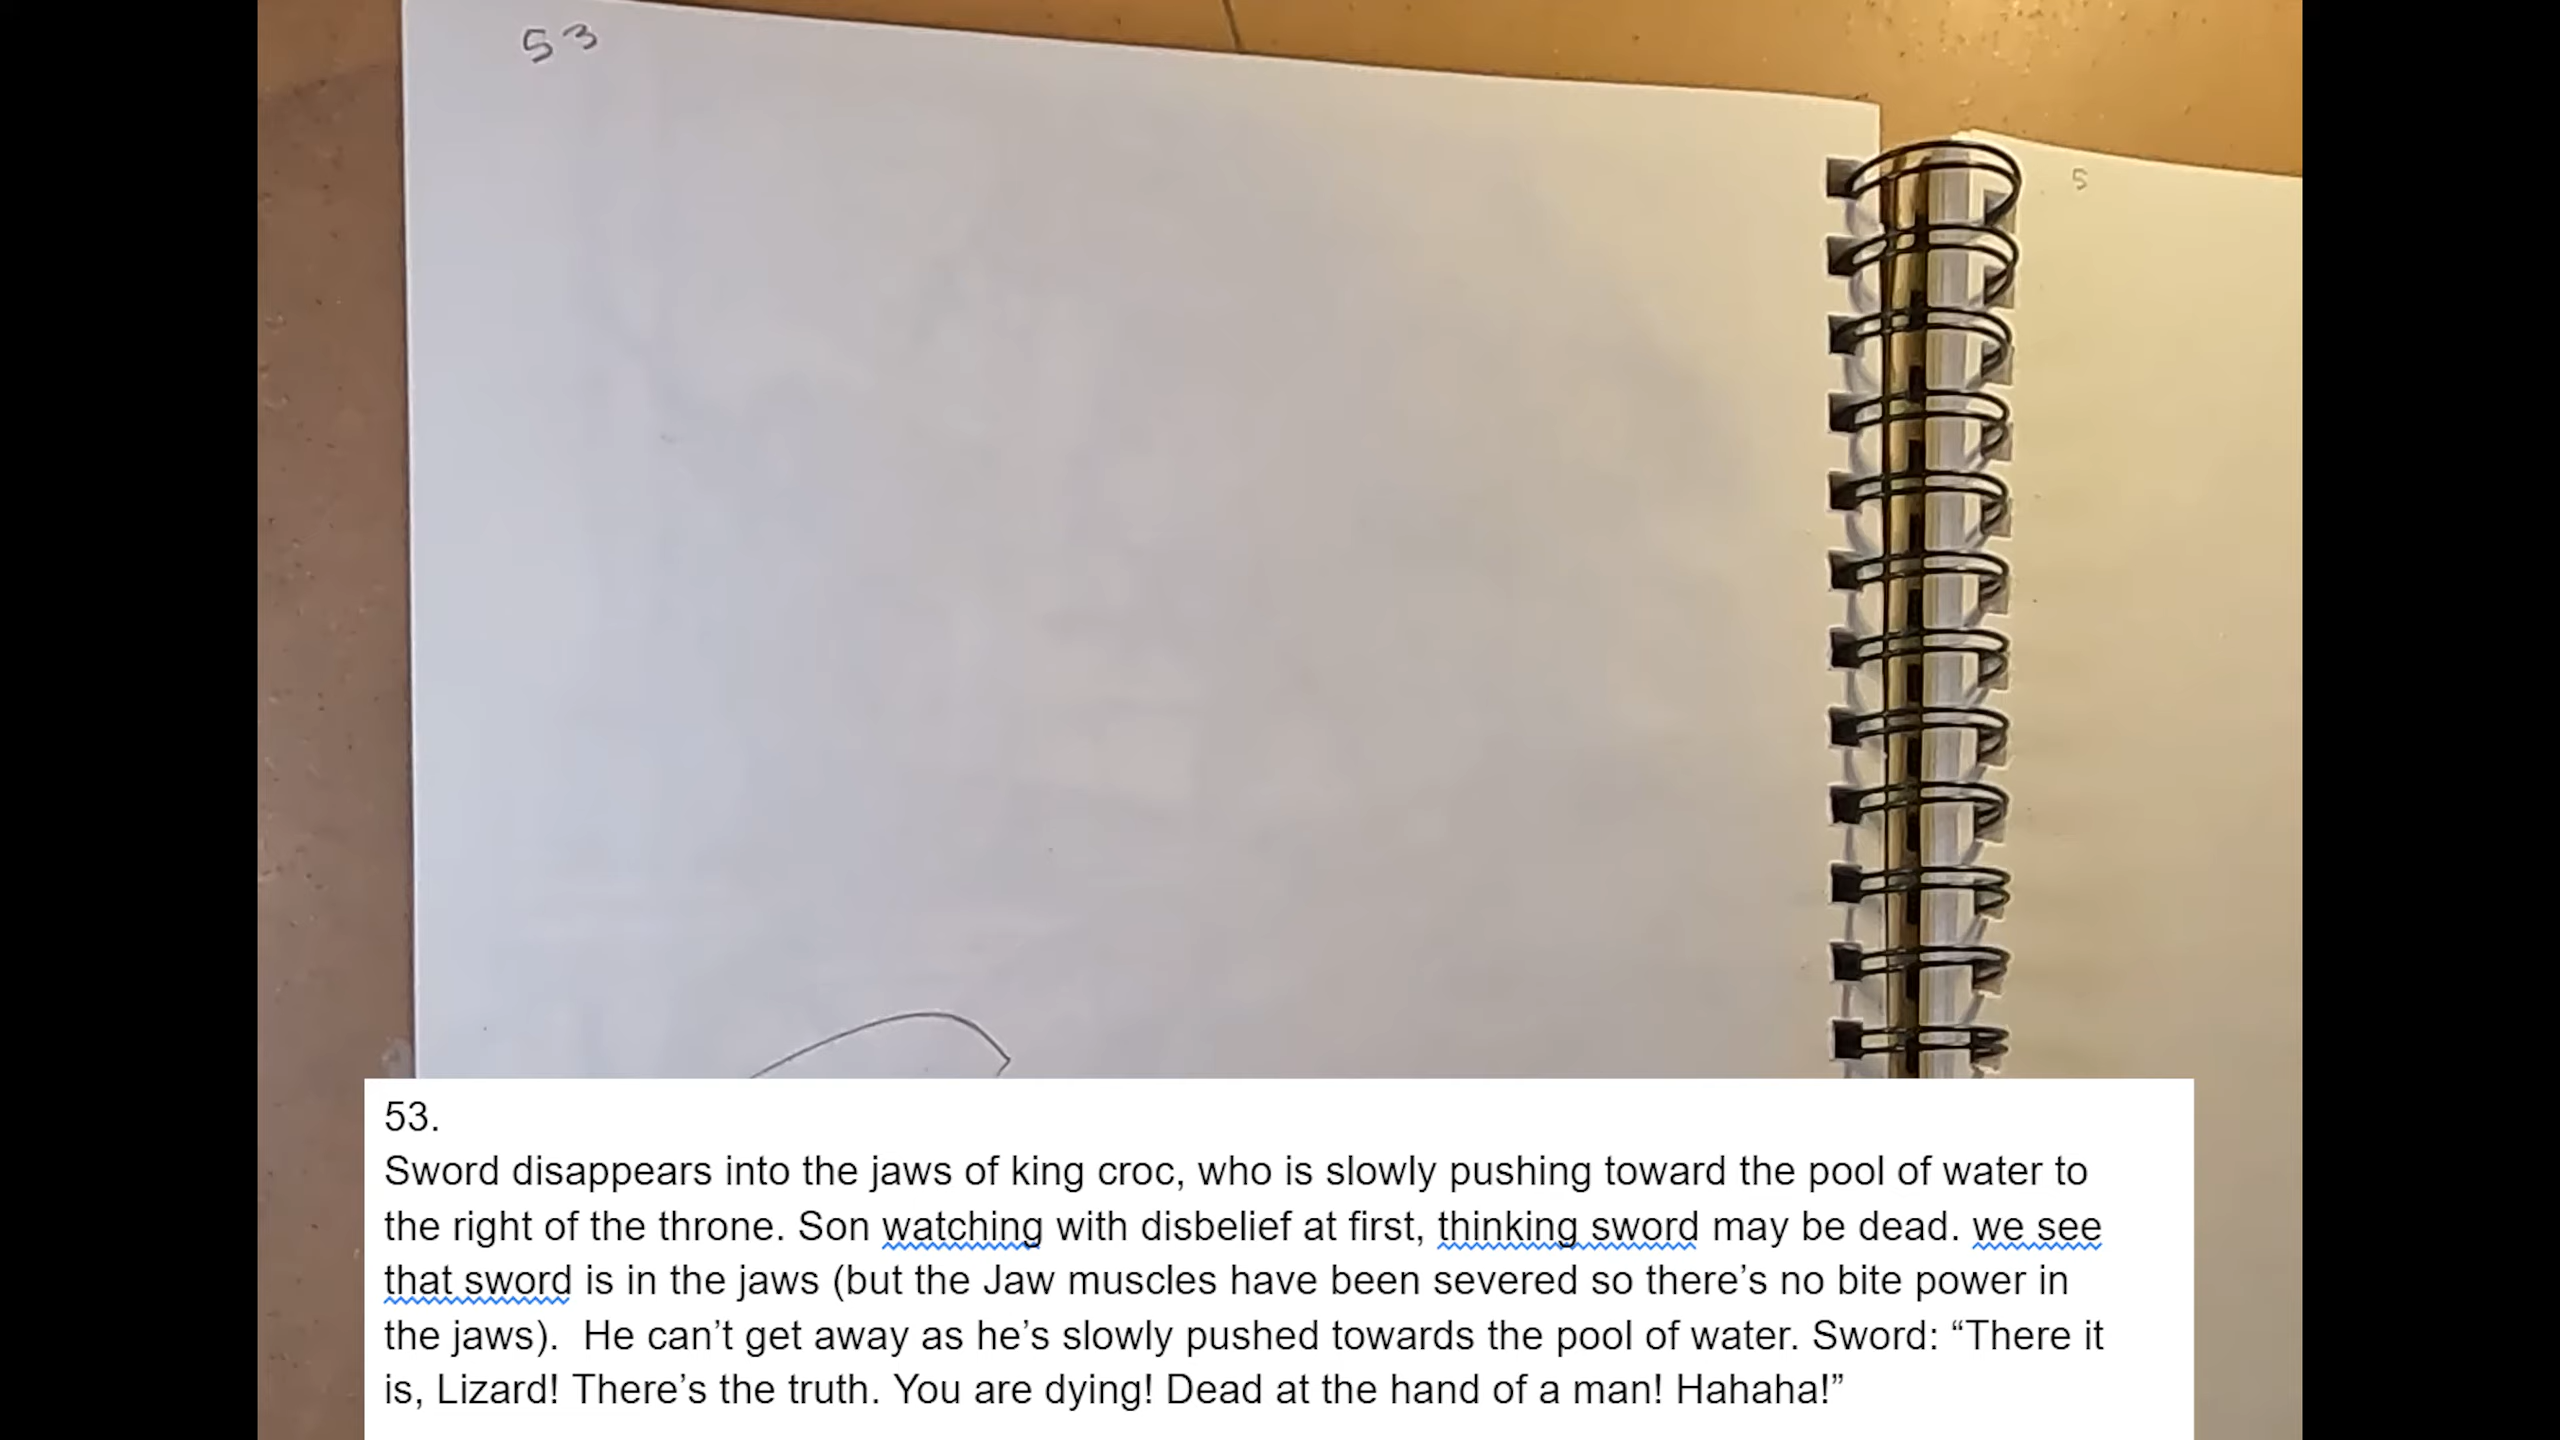 53
5
53.
Sword disappears into the jaws of king croc, who is slowly pushing toward the pool of water to
the right of the throne. Son watching with disbelief at first, thinking sword may be dead. we see
that sword is in the jaws (but the Jaw muscles have been severed so there’s no bite power in
the jaws).  He can’t get away as he’s slowly pushed towards the pool of water. Sword: “There it
is, Lizard! There’s the truth. You are dying! Dead at the hand of a man! Hahaha!”